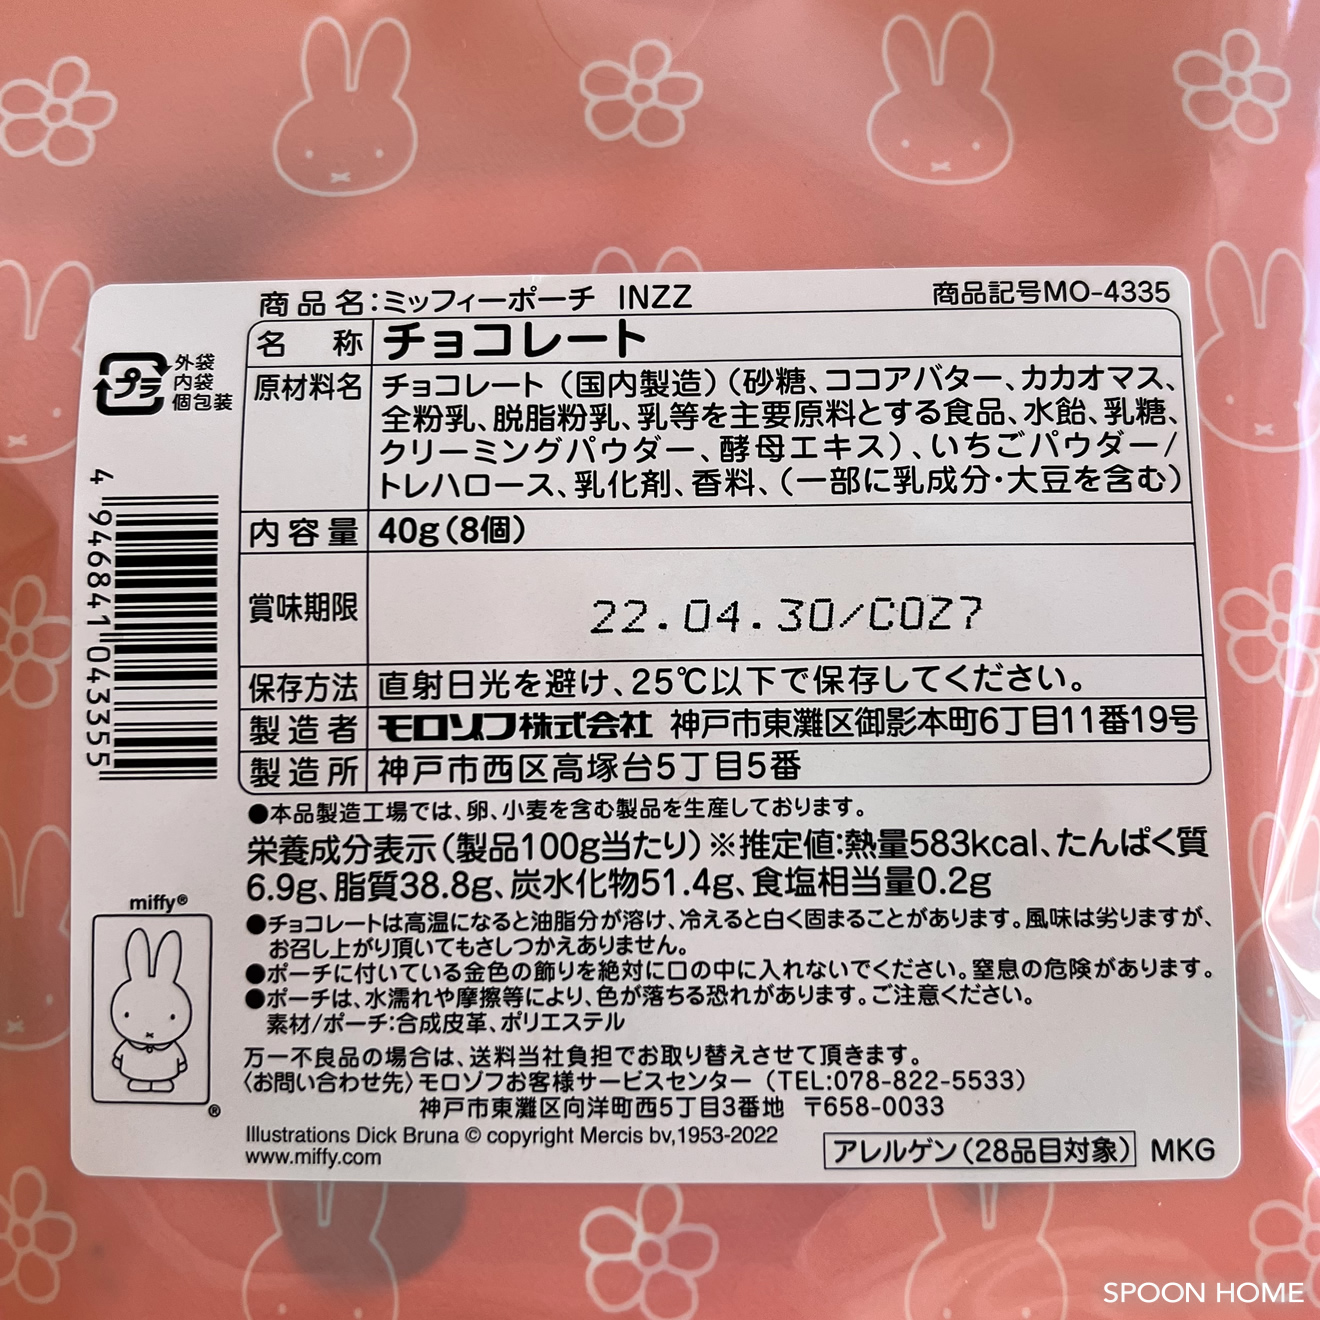 商品名:ミッフィーポーチ INZZ 商品記号MO-4335
名 称 チョコレート
原材料名 チョコレート(国内製造)(砂糖、ココアバター、カカオマス、
全粉乳、脱脂粉乳、乳等を主要原料とする食品、水飴、乳糖、
クリーミングパウダー、酵母エキス)、いちごパウダー/
トレハロース、乳化剤、香料、(一部に乳成分・大豆を含む)
内容量 40g(8個)
賞味期限 22.04.30/C0Z7
保存方法 直射日光を避け、25℃以下で保存してください。
製造者 モロゾフ株式会社 神戸市東灘区御影本町6丁目11番19号
製造所 神戸市西区高塚台5丁目5番
プラ
外袋
内袋
個包装
4 946841 043355
miffy®
®
●本品製造工場では、卵、小麦を含む製品を生産しております。
栄養成分表示(製品100g当たり)※推定値:熱量583kcal、たんぱく質
6.9g、脂質38.8g、炭水化物51.4g、食塩相当量0.2g
●チョコレートは高温になると油脂分が溶け、冷えると白く固まることがあります。風味は劣りますが、
お召し上がり頂いてもさしつかえありません。
●ポーチに付いている金色の飾りを絶対に口の中に入れないでください。窒息の危険があります。
●ポーチは、水濡れや摩擦等により、色が落ちる恐れがあります。ご注意ください。
素材/ポーチ:合成皮革、ポリエステル
万一不良品の場合は、送料当社負担でお取り替えさせて頂きます。
〈お問い合わせ先〉モロゾフお客様サービスセンター (TEL:078-822-5533)
神戸市東灘区向洋町西5丁目3番地 〒658-0033
Illustrations Dick Bruna © copyright Mercis bv,1953-2022
www.miffy.com
アレルゲン(28品目対象) MKG
SPOON HOME